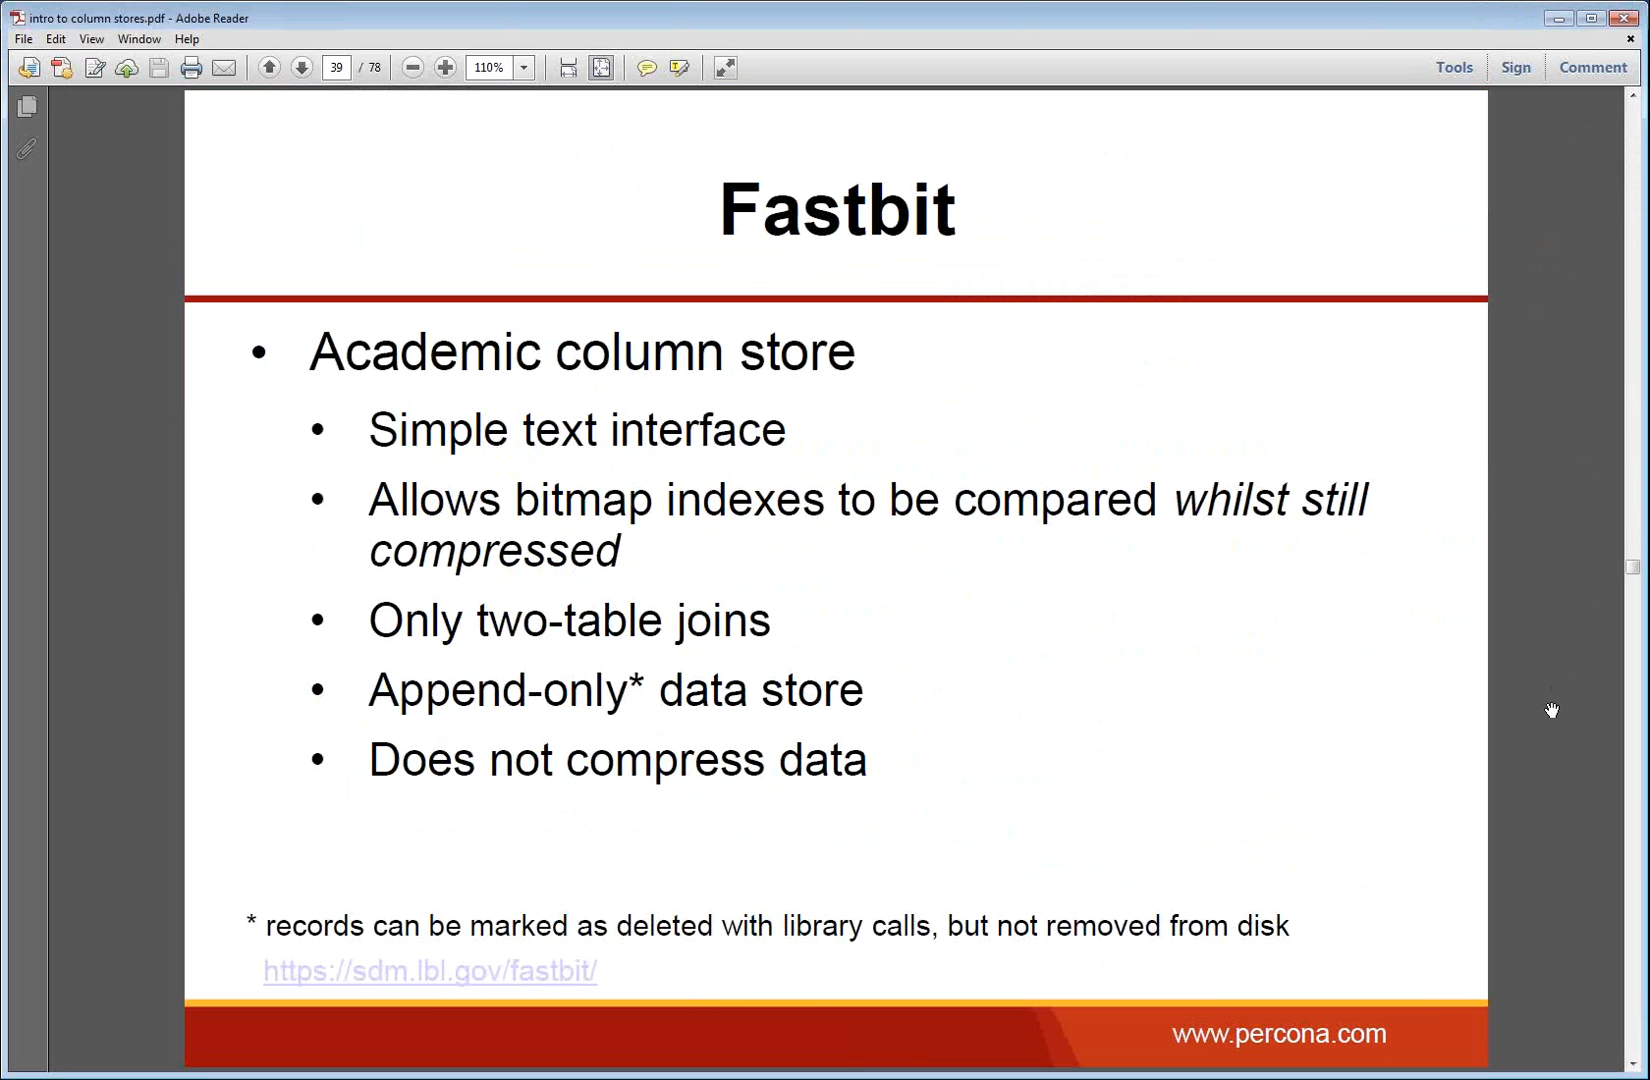 intro to column stores.pdf - Adobe Reader
File Edit View Window Help
39 / 78 110% Tools Sign Comment
Fastbit
• Academic column store
• Simple text interface
• Allows bitmap indexes to be compared whilst still
compressed
• Only two-table joins
• Append-only* data store
• Does not compress data
* records can be marked as deleted with library calls, but not removed from disk
https://sdm.lbl.gov/fastbit/
www.percona.com